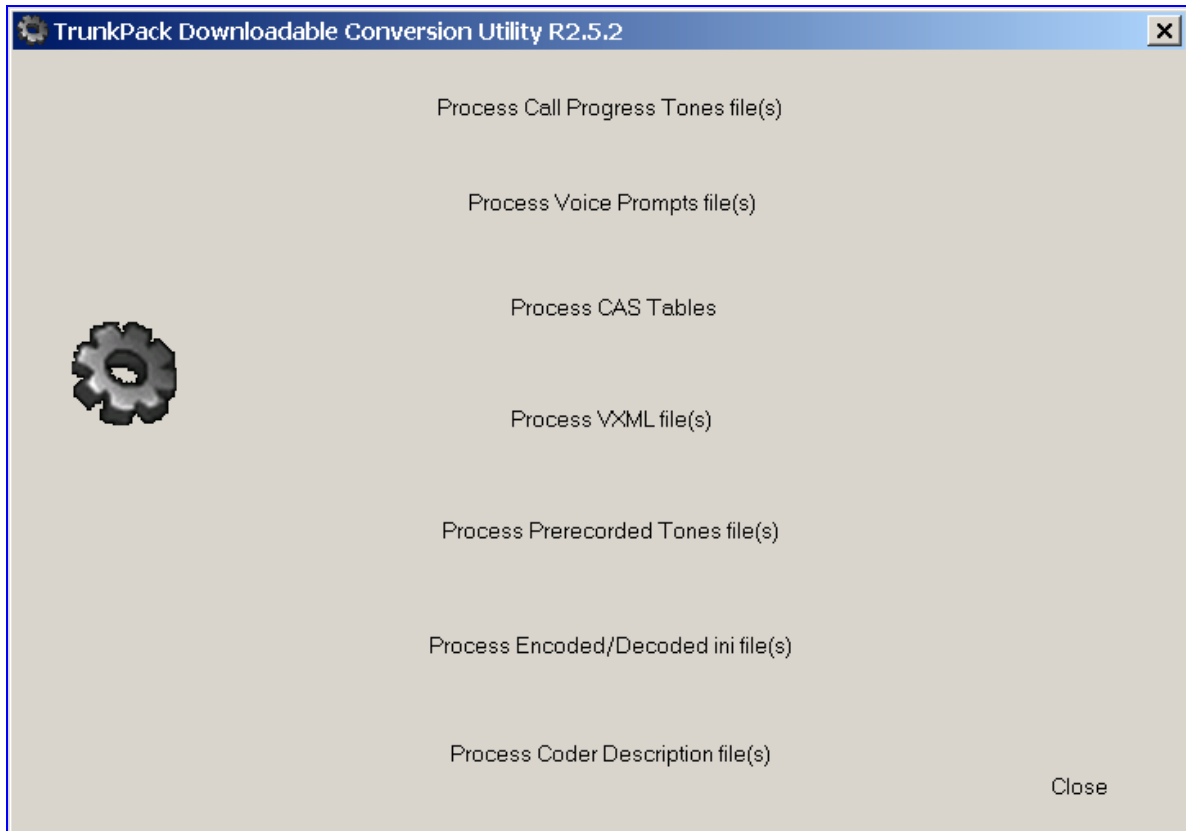 TrunkPack Downloadable Conversion Utility R2.5.2
Process Call Progress Tones file(s)
Process Voice Prompts file(s)
Process CAS Tables
Process VXML file(s)
Process Prerecorded Tones file(s)
Process Encoded/Decoded ini file(s)
Process Coder Description file(s)
Close